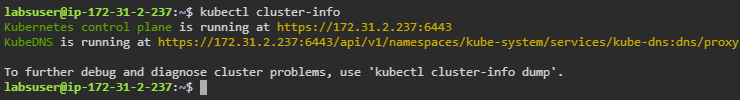 labsuser@ip-172-31-2-237:~$ kubectl cluster-info
Kubernetes control plane is running at https://172.31.2.237:6443
KubeDNS is running at https://172.31.2.237:6443/api/v1/namespaces/kube-system/services/kube-dns:dns/proxy

To further debug and diagnose cluster problems, use 'kubectl cluster-info dump'.
labsuser@ip-172-31-2-237:~$